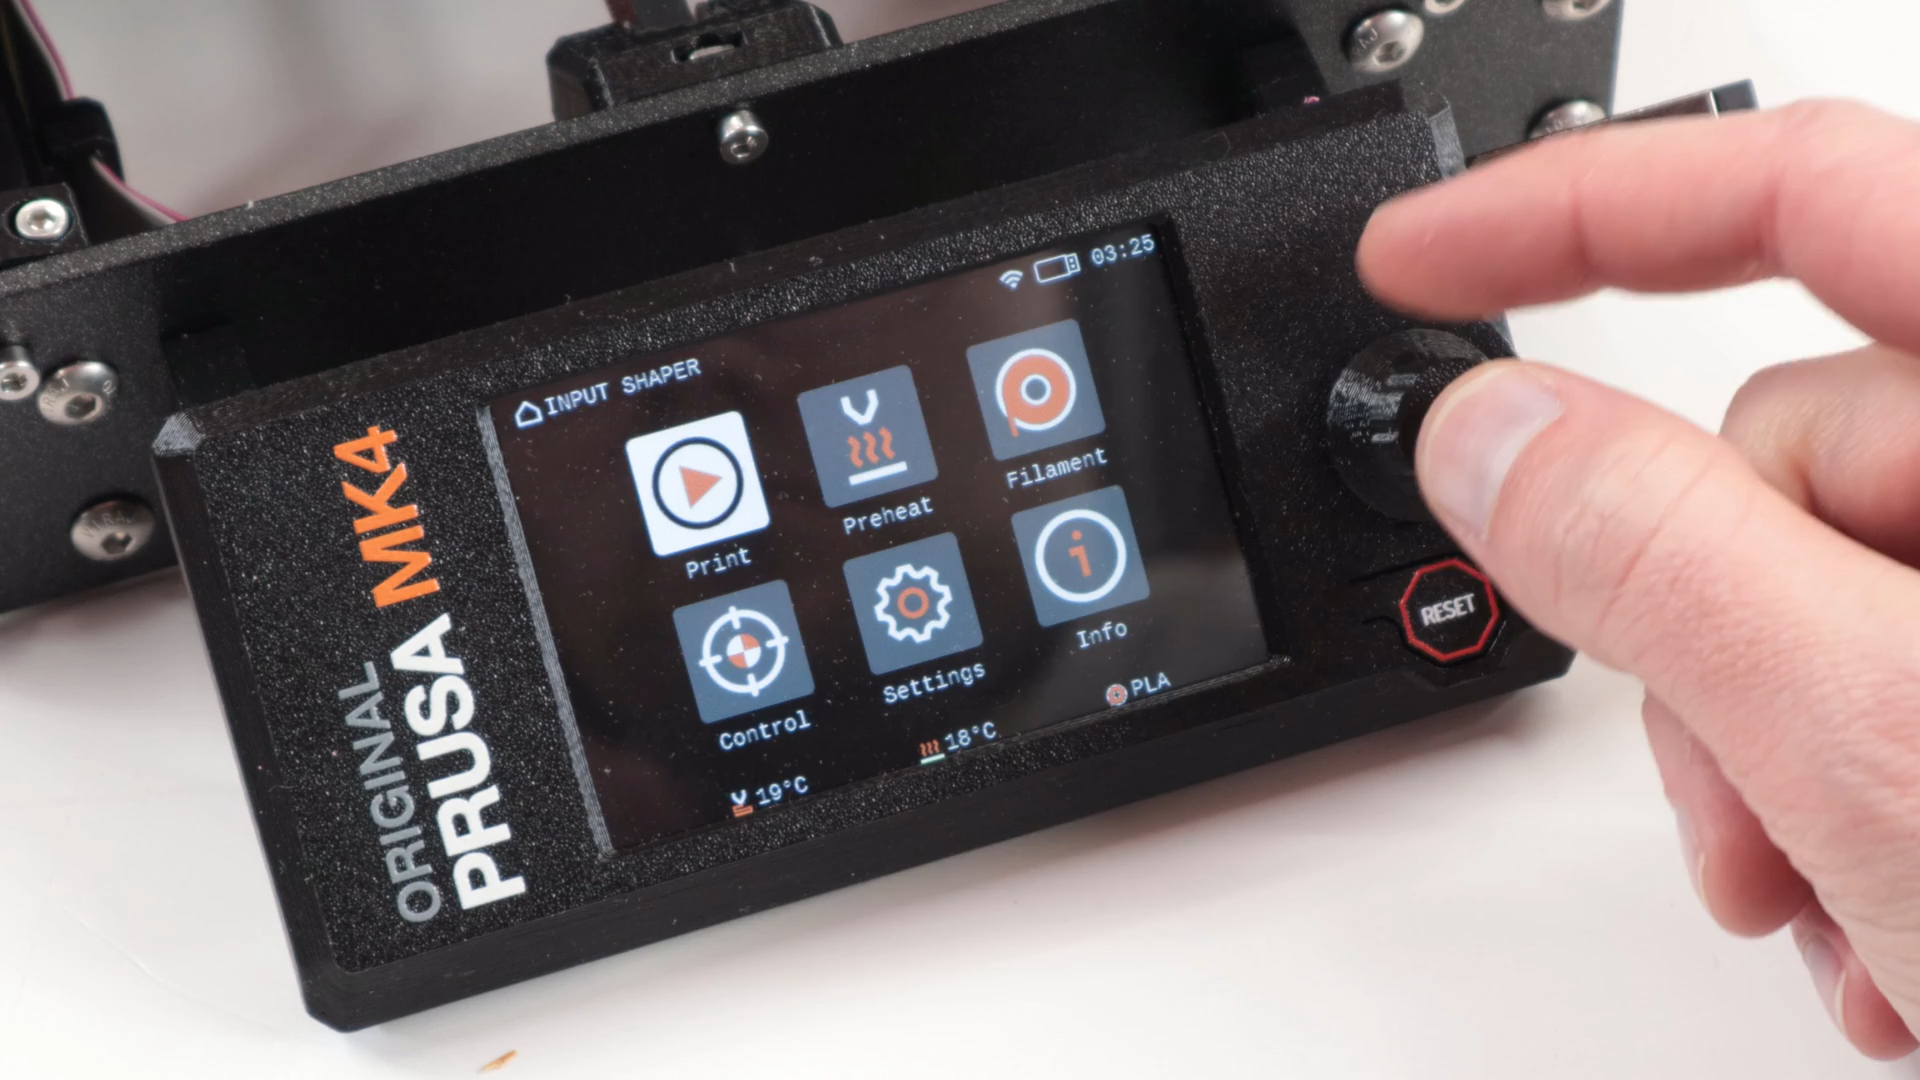 03:25
INPUT SHAPER
Print
Preheat
Filament
Control
Settings
Info
19°C
18°C
PLA
ORIGINAL
PRUSA MK4
RESET